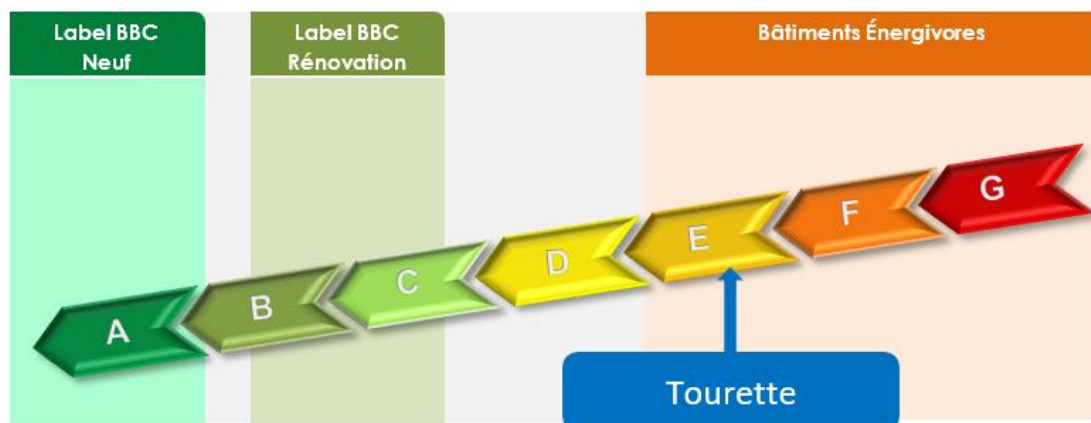 Label BBC
Neuf
Label BBC
Rénovation
Bâtiments Énergivores
A
B
C
D
E
F
G
Tourette